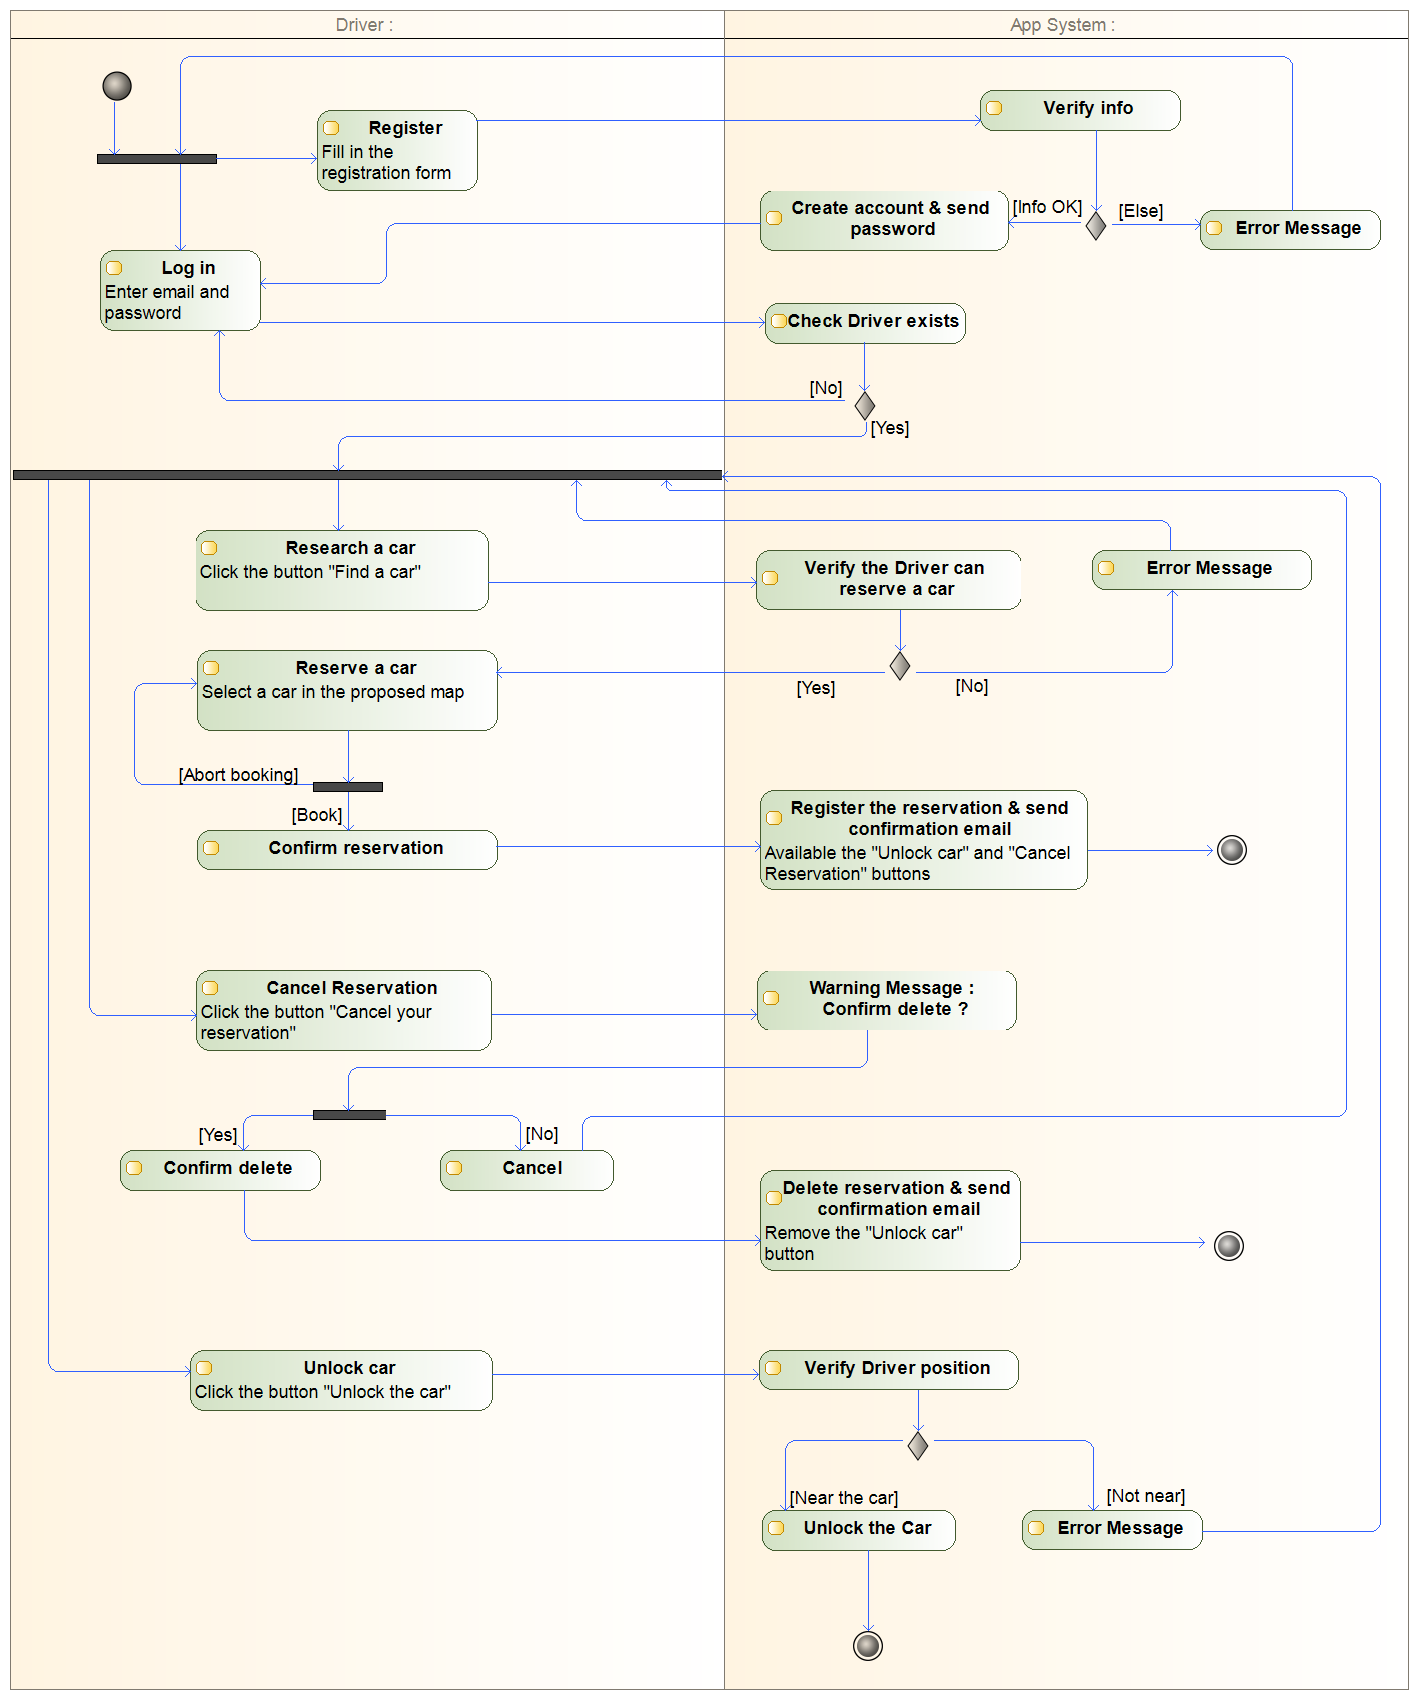 Driver :
App System :
Register
Fill in the
registration form
Verify info
Create account & send
password
[Info OK]
[Else]
Error Message
Log in
Enter email and
password
Check Driver exists
[No]
[Yes]
Research a car
Click the button "Find a car"
Verify the Driver can
reserve a car
Error Message
Reserve a car
Select a car in the proposed map
[Yes]
[No]
[Abort booking]
[Book]
Confirm reservation
Register the reservation & send
confirmation email
Available the "Unlock car" and "Cancel
Reservation" buttons
Cancel Reservation
Click the button "Cancel your
reservation"
Warning Message :
Confirm delete ?
[Yes]
[No]
Confirm delete
Cancel
Delete reservation & send
confirmation email
Remove the "Unlock car"
button
Unlock car
Click the button "Unlock the car"
Verify Driver position
[Near the car]
[Not near]
Unlock the Car
Error Message